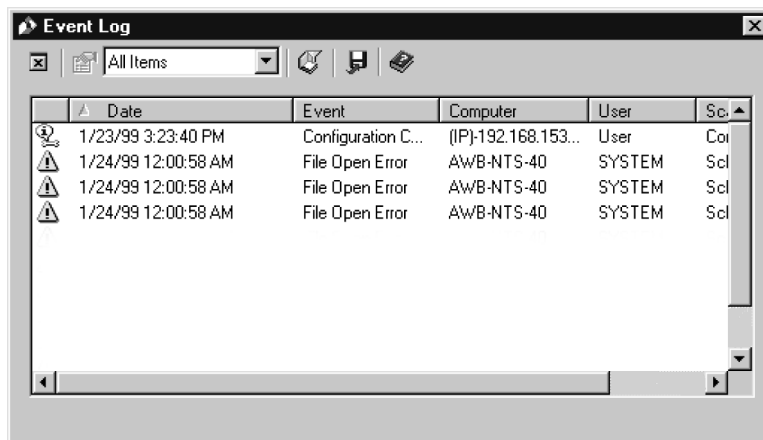 Event Log
All Items
Date Event Computer User Sc
1/23/99 3:23:40 PM Configuration C... (IP)-192.168.153... User Con
1/24/99 12:00:58 AM File Open Error AWB-NTS-40 SYSTEM Scl
1/24/99 12:00:58 AM File Open Error AWB-NTS-40 SYSTEM Scl
1/24/99 12:00:58 AM File Open Error AWB-NTS-40 SYSTEM Scl